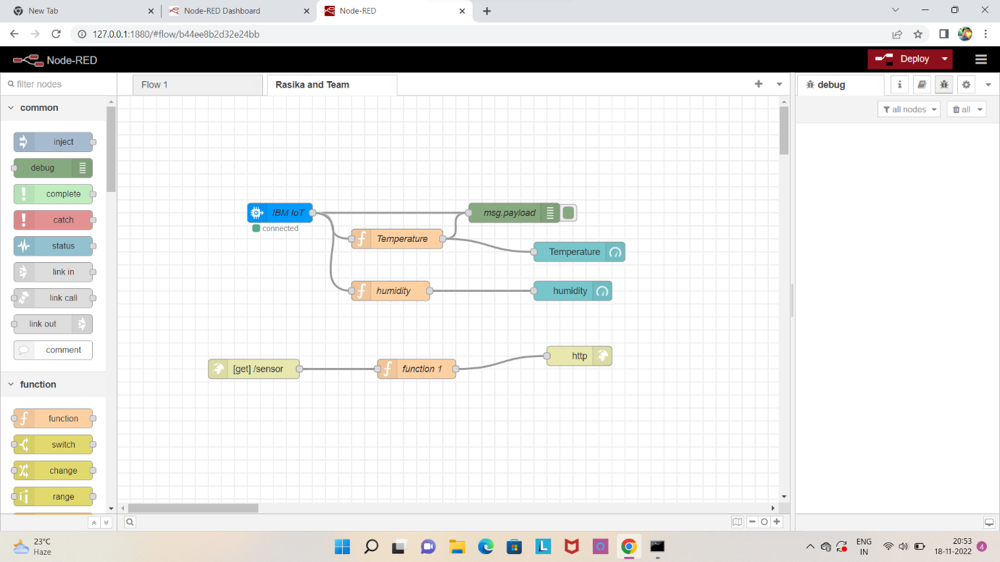 New Tab
Node-RED Dashboard
Node-RED
127.0.0.1:1880/#flow/b44ee8b2d32e24bb
Node-RED
Deploy
filter nodes
Flow 1
Rasika and Team
debug
i
all nodes
all
common
inject
debug
complete
catch
status
link in
link call
link out
comment
function
function
switch
change
range
IBM IoT
connected
msg.payload
Temperature
Temperature
humidity
humidity
[get] /sensor
function 1
http
23°C
Haze
ENG
IN
20:53
18-11-2022
4